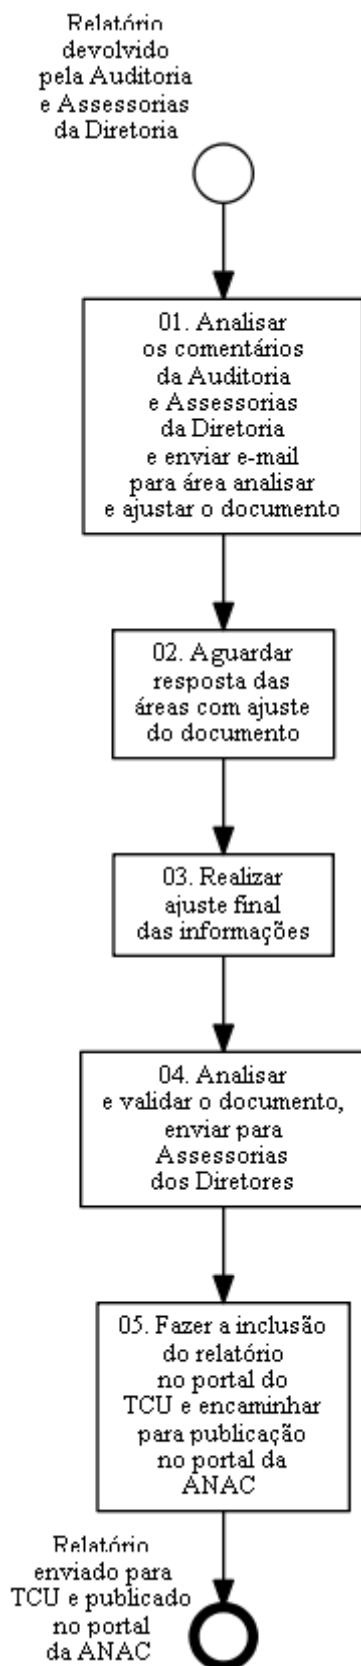 Relatório
devolvido
pela Auditoria
e Assessorias
da Diretoria
01. Analisar
os comentários
da Auditoria
e Assessorias
da Diretoria
e enviar e-mail
para área analisar
e ajustar o documento
02. Aguardar
resposta das
áreas com ajuste
do documento
03. Realizar
ajuste final
das informações
04. Analisar
e validar o documento,
enviar para
Assessorias
dos Diretores
05. Fazer a inclusão
do relatório
no portal do
TCU e encaminhar
para publicação
no portal da
ANAC
Relatório
enviado para
TCU e publicado
no portal
da ANAC